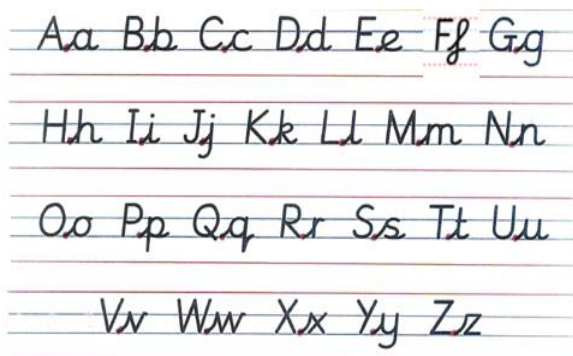 Aa Bb Cc Dd Ee Ff Gg
Hh Ii Jj Kk Ll Mm Nn
Oo Pp Qq Rr Ss Tt Uu
Vv Ww Xx Yy Zz